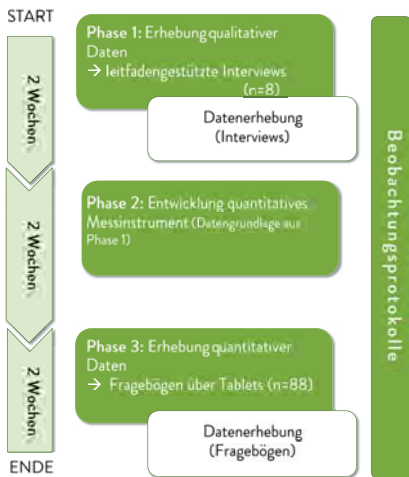 START
2 Wochen
Phase 1: Erhebung qualitativer
Daten
→ leitfadengestützte Interviews
(n=8)
Datenerhebung
(Interviews)
2 Wochen
Phase 2: Entwicklung quantitatives
Messinstrument (Datengrundlage aus
Phase 1)
2 Wochen
Phase 3: Erhebung quantitativer
Daten
→ Fragebögen über Tablets (n=88)
Datenerhebung
(Fragebögen)
ENDE
Beobachtungsprotokolle